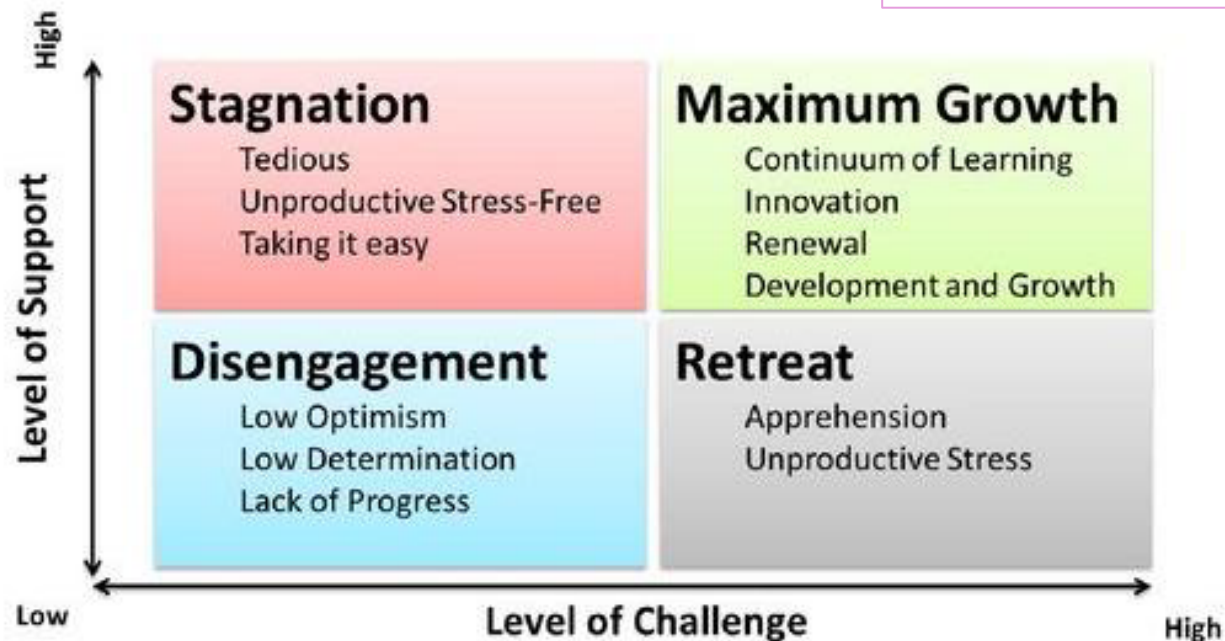 High
Level of Support
Low
Stagnation
Tedious
Unproductive Stress-Free
Taking it easy
Maximum Growth
Continuum of Learning
Innovation
Renewal
Development and Growth
Disengagement
Low Optimism
Low Determination
Lack of Progress
Retreat
Apprehension
Unproductive Stress
Level of Challenge
High